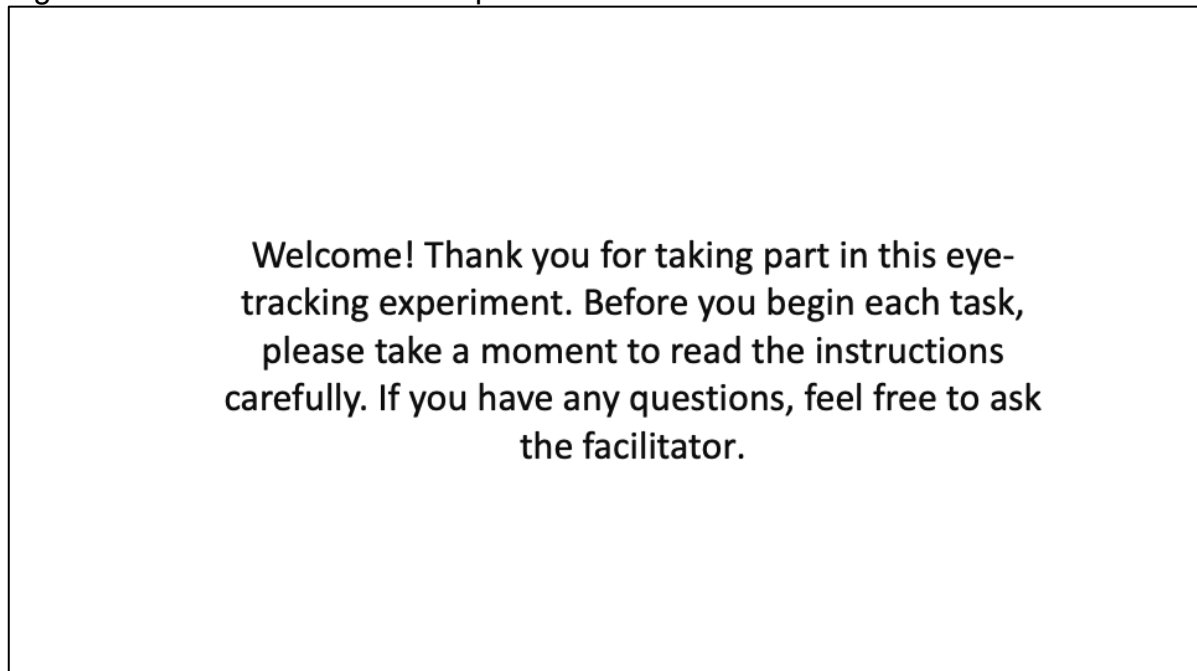 Welcome! Thank you for taking part in this eye-
tracking experiment. Before you begin each task,
please take a moment to read the instructions
carefully. If you have any questions, feel free to ask
the facilitator.